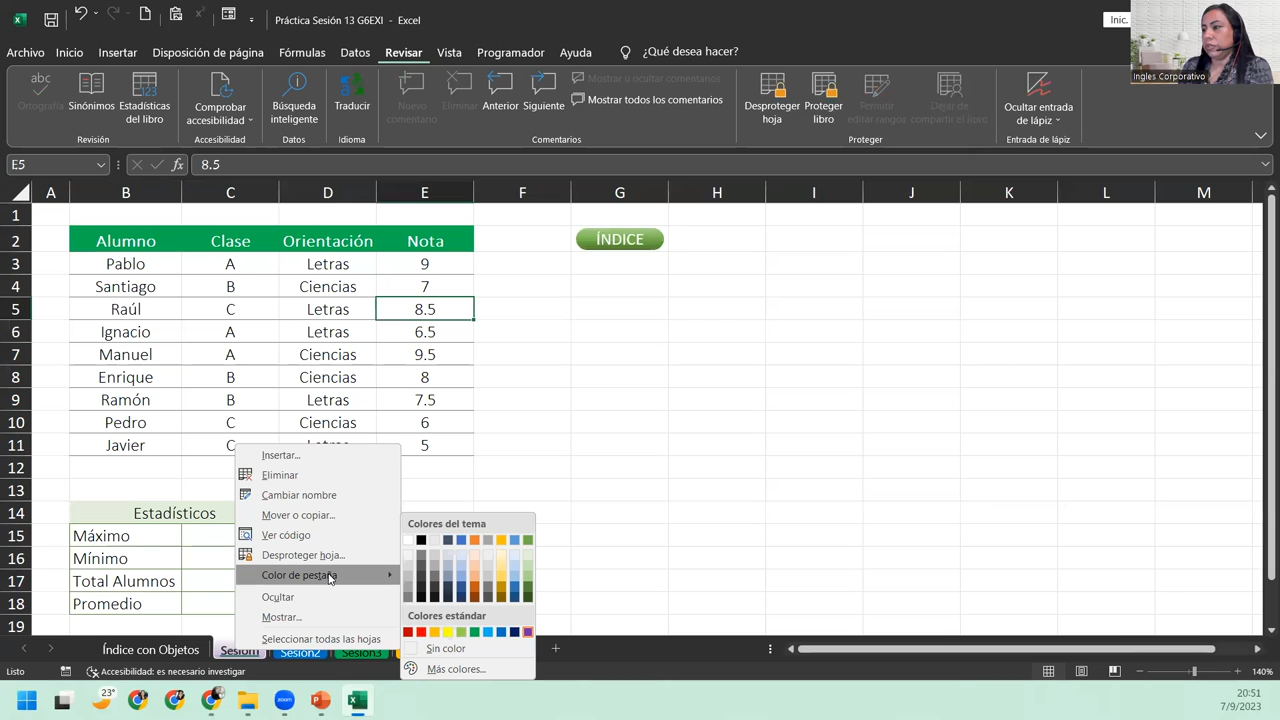 Práctica Sesión 13 G6EXI - Excel
Inic.
Ingles Corporativo
Archivo Inicio Insertar Disposición de página Fórmulas Datos Revisar Vista Programador Ayuda ¿Qué desea hacer?
abc
123
Ortografía Sinónimos Estadísticas del libro
Comprobar accesibilidad
Búsqueda inteligente
Traducir
Nuevo comentario
Eliminar Anterior Siguiente
Mostrar u ocultar comentarios
Mostrar todos los comentarios
Desproteger hoja
Proteger libro
Permitir editar rangos
Dejar de compartir el libro
Ocultar entrada de lápiz
Revisión Accesibilidad Datos Idioma Comentarios Proteger Entrada de lápiz
E5 fx 8.5
A B C D E F G H I J K L M
1
2 Alumno Clase Orientación Nota ÍNDICE
3 Pablo A Letras 9
4 Santiago B Ciencias 7
5 Raúl C Letras 8.5
6 Ignacio A Letras 6.5
7 Manuel A Ciencias 9.5
8 Enrique B Ciencias 8
9 Ramón B Letras 7.5
10 Pedro C Ciencias 6
11 Javier C Letras 5
12
13
14 Estadísticos
15 Máximo
16 Mínimo
17 Total Alumnos
18 Promedio
19
Insertar...
Eliminar
Cambiar nombre
Mover o copiar...
Ver código
Desproteger hoja...
Color de pestaña
Ocultar
Mostrar...
Seleccionar todas las hojas
Colores del tema
Colores estándar
Sin color
Más colores...
Índice con Objetos Sesión1 Sesion2 Sesion3
Listo Accesibilidad: es necesario investigar 140%
23°
zoom
20:51
7/9/2023